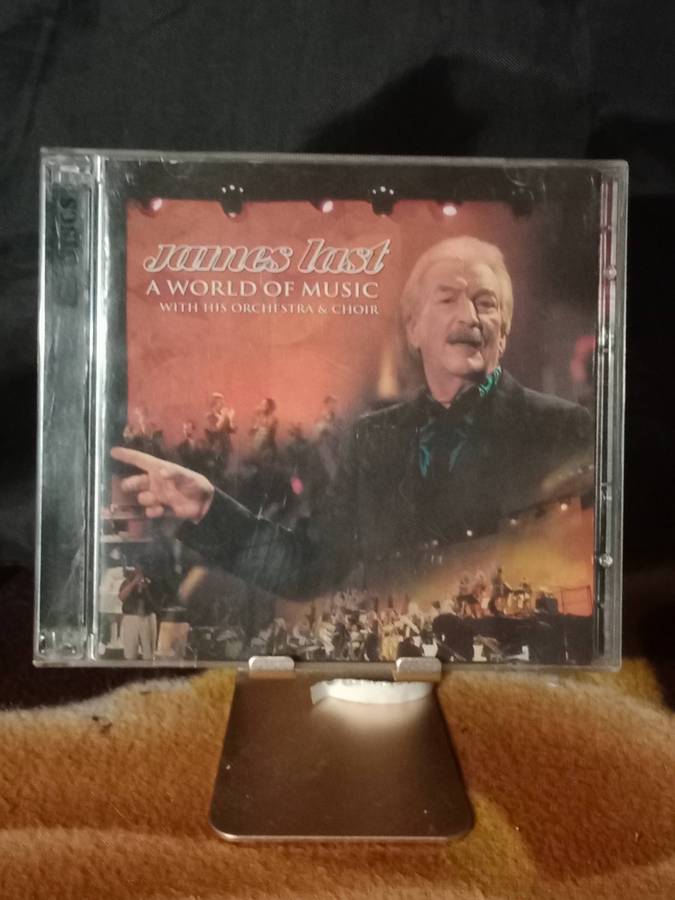 james last
A WORLD OF MUSIC
WITH HIS ORCHESTRA & CHOIR